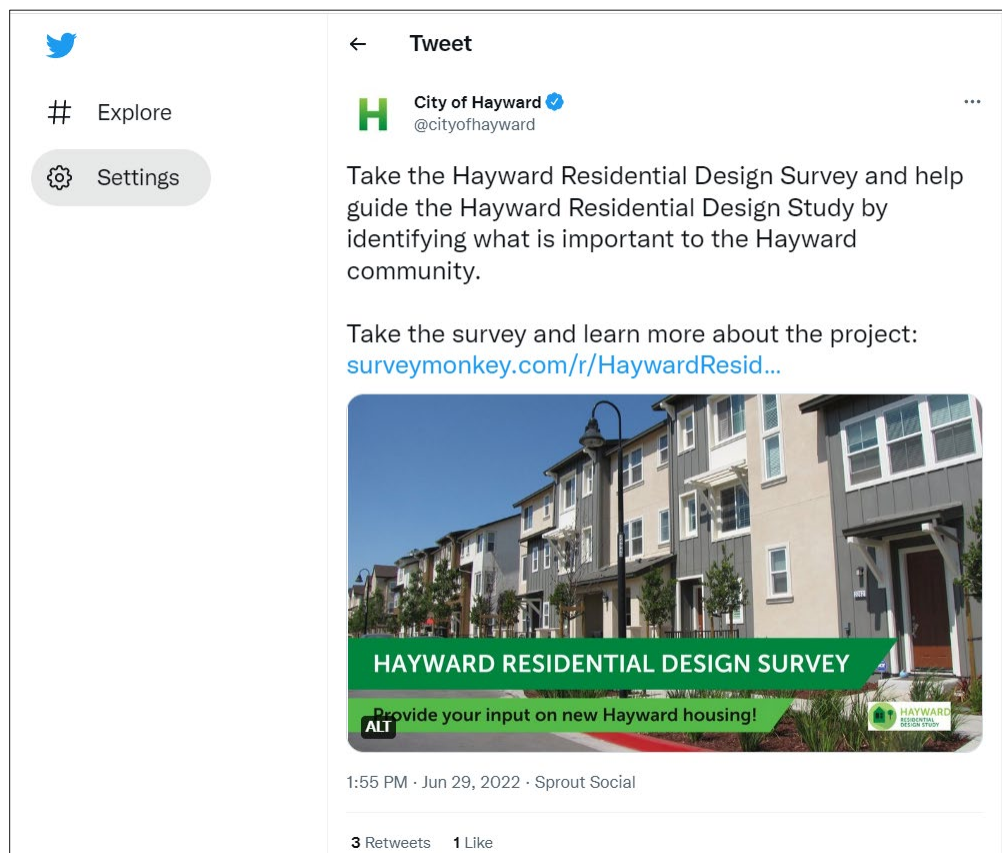 Tweet
Explore
Settings
City of Hayward
@cityofhayward
Take the Hayward Residential Design Survey and help
guide the Hayward Residential Design Study by
identifying what is important to the Hayward
community.
Take the survey and learn more about the project:
surveymonkey.com/r/HaywardResid...
HAYWARD RESIDENTIAL DESIGN SURVEY
Provide your input on new Hayward housing!
ALT
HAYWARD
RESIDENTIAL
DESIGN STUDY
1:55 PM · Jun 29, 2022 · Sprout Social
3 Retweets 1 Like